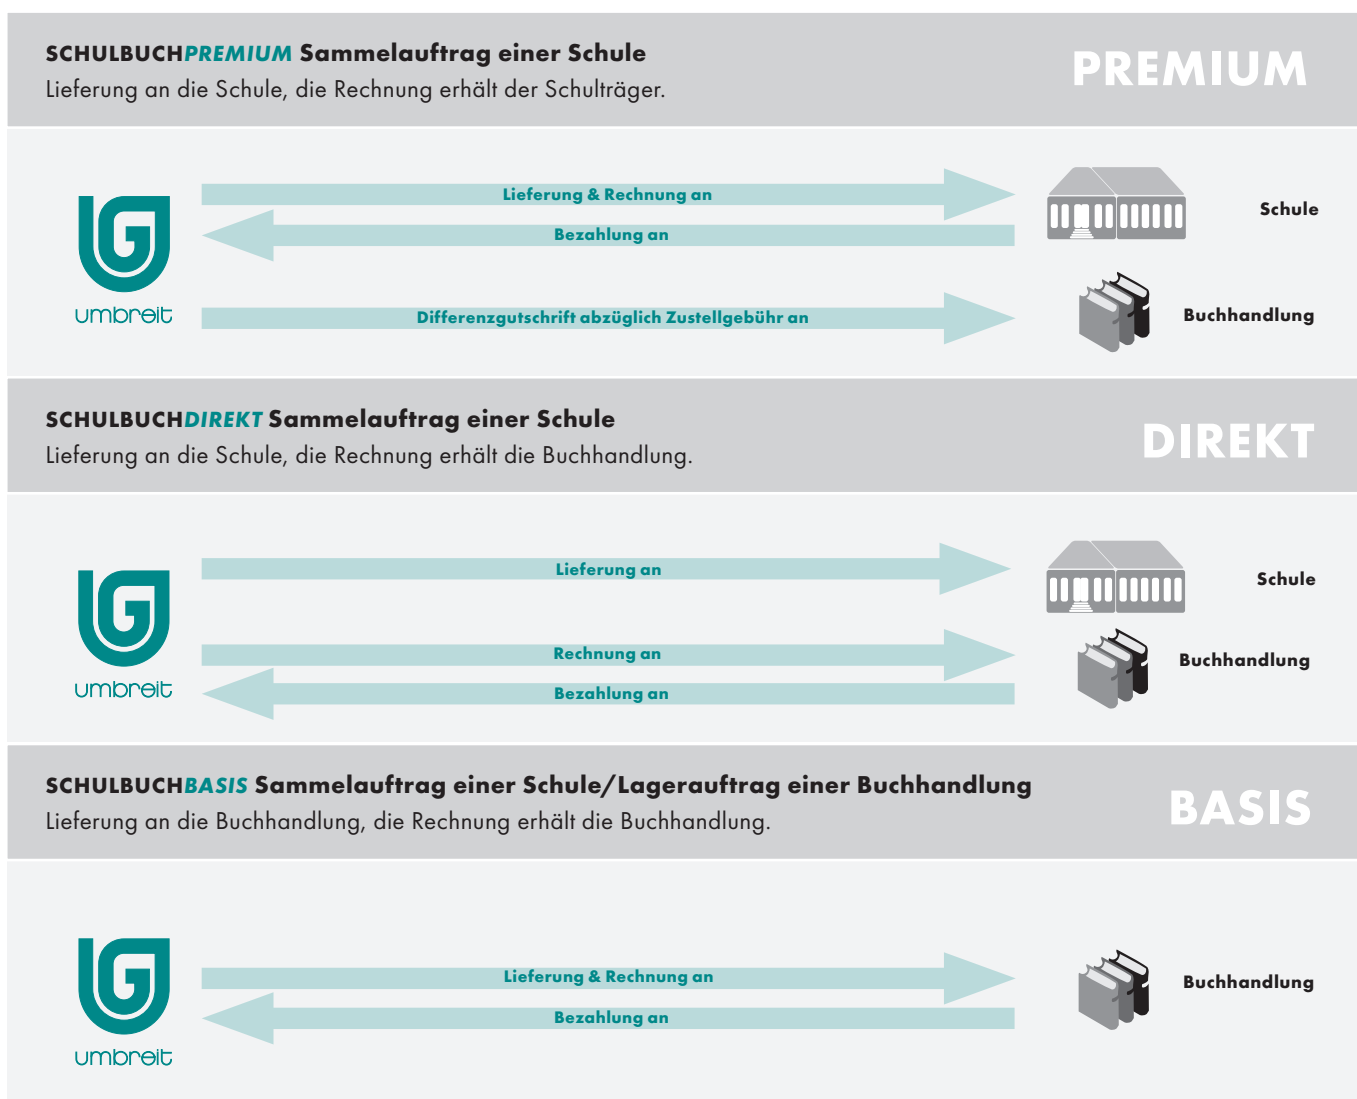 SCHULBUCHPREMIUM Sammelauftrag einer Schule
Lieferung an die Schule, die Rechnung erhält der Schulträger.
PREMIUM
Lieferung & Rechnung an
Schule
Bezahlung an
umbreit
Differenzgutschrift abzüglich Zustellgebühr an
Buchhandlung
SCHULBUCHDIREKT Sammelauftrag einer Schule
Lieferung an die Schule, die Rechnung erhält die Buchhandlung.
DIREKT
Lieferung an
Schule
Rechnung an
Buchhandlung
umbreit
Bezahlung an
SCHULBUCHBASIS Sammelauftrag einer Schule/Lagerauftrag einer Buchhandlung
Lieferung an die Buchhandlung, die Rechnung erhält die Buchhandlung.
BASIS
Lieferung & Rechnung an
Buchhandlung
Bezahlung an
umbreit